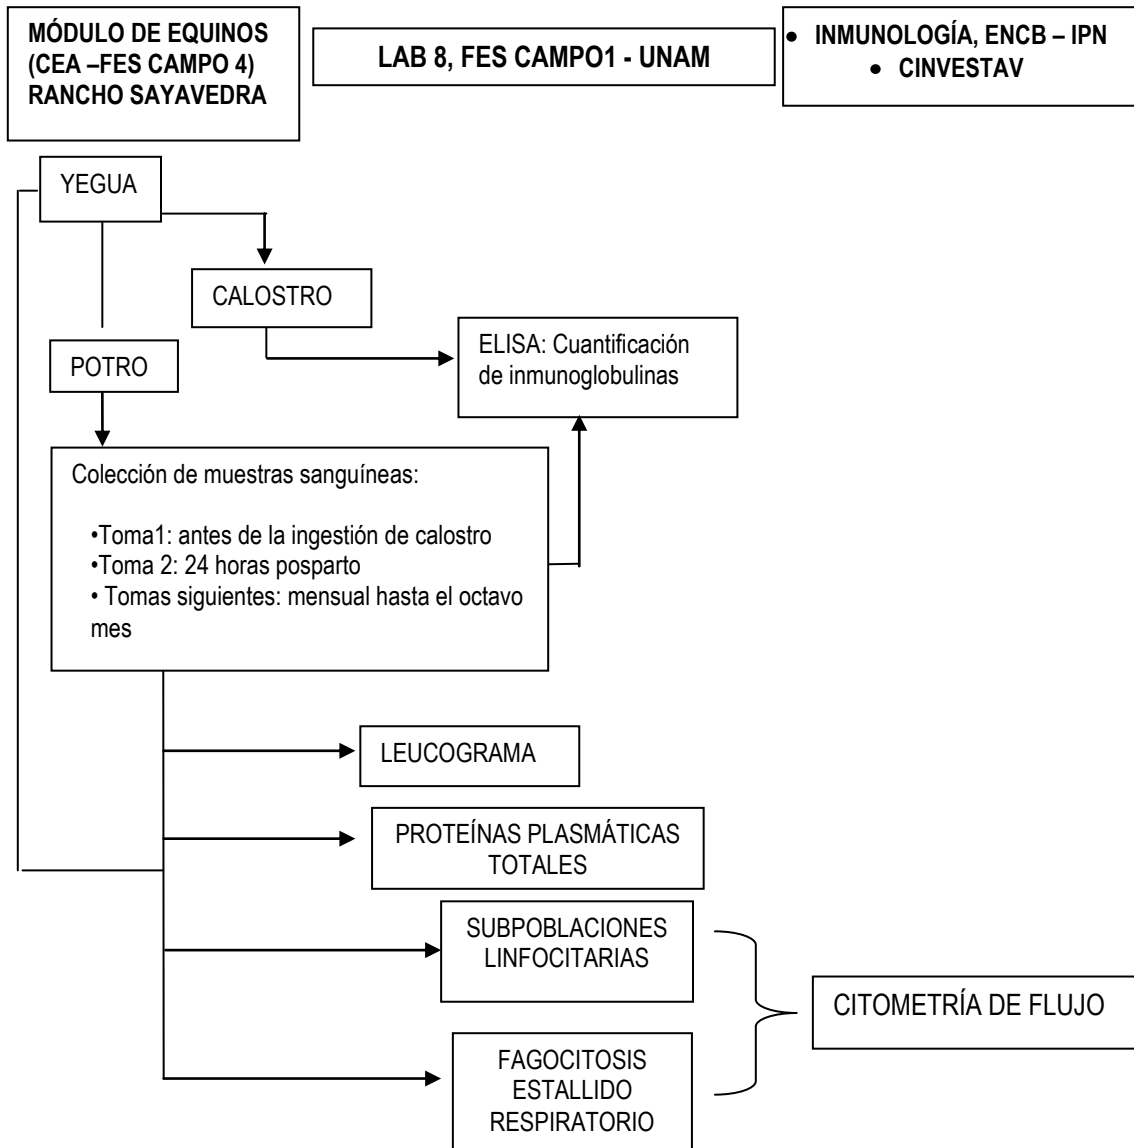 MÓDULO DE EQUINOS
(CEA –FES CAMPO 4)
RANCHO SAYAVEDRA
LAB 8, FES CAMPO1 - UNAM
• INMUNOLOGÍA, ENCB – IPN
• CINVESTAV
YEGUA
CALOSTRO
POTRO
ELISA: Cuantificación
de inmunoglobulinas
Colección de muestras sanguíneas:
•Toma1: antes de la ingestión de calostro
•Toma 2: 24 horas posparto
• Tomas siguientes: mensual hasta el octavo
mes
LEUCOGRAMA
PROTEÍNAS PLASMÁTICAS
TOTALES
SUBPOBLACIONES
LINFOCITARIAS
CITOMETRÍA DE FLUJO
FAGOCITOSIS
ESTALLIDO
RESPIRATORIO